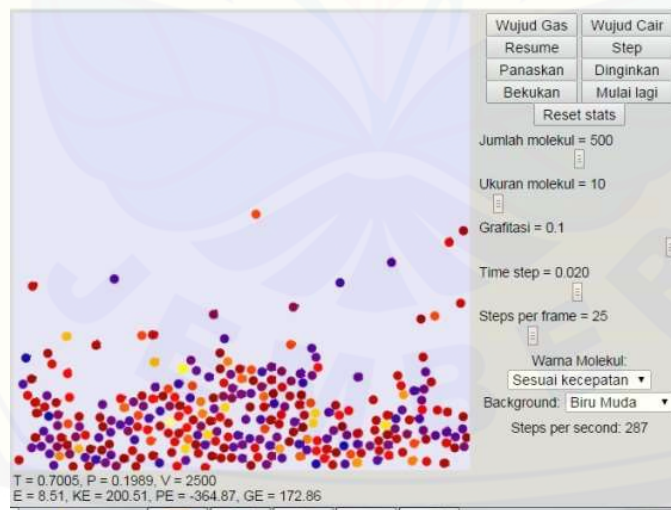 Wujud Gas Wujud Cair
Resume Step
Panaskan Dinginkan
Bekukan Mulai lagi
Reset stats
Jumlah molekul = 500
Ukuran molekul = 10
Grafitasi = 0.1
Time step = 0.020
Steps per frame = 25
Warna Molekul:
Sesuai kecepatan
Background: Biru Muda
Steps per second: 287
T = 0.7005, P = 0.1989, V = 2500
E = 8.51, KE = 200.51, PE = -364.87, GE = 172.86
JEMBER